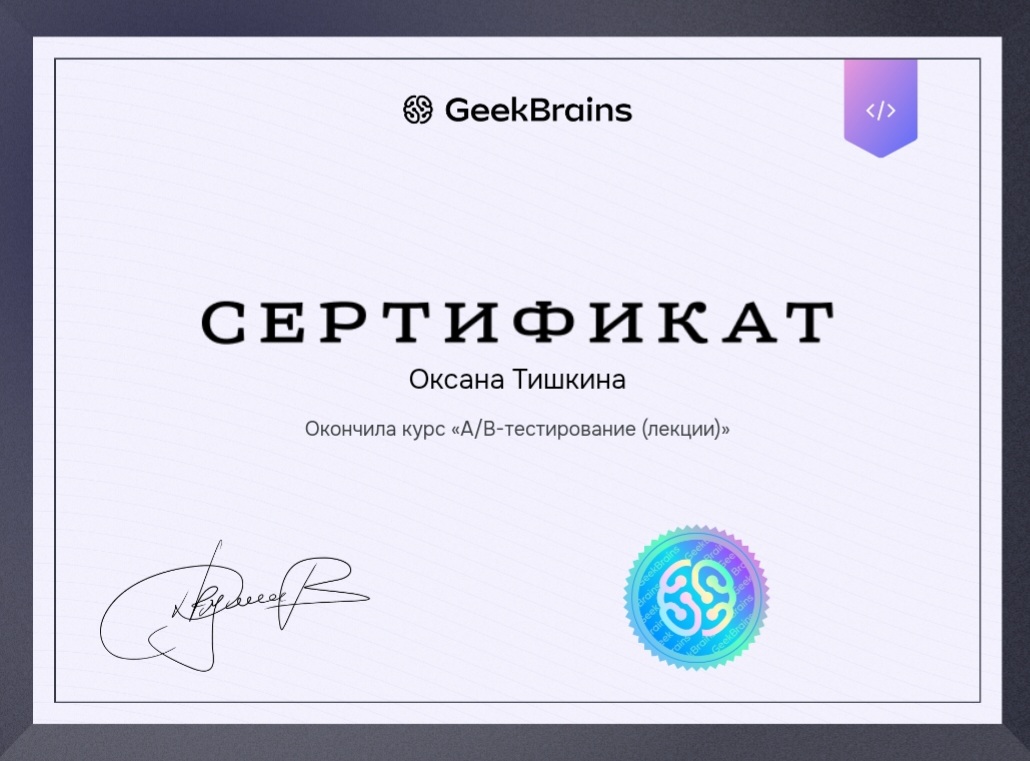 GeekBrains
</>
СЕРТИФИКАТ
Оксана Тишкина
Окончила курс «A/B-тестирование (лекции)»